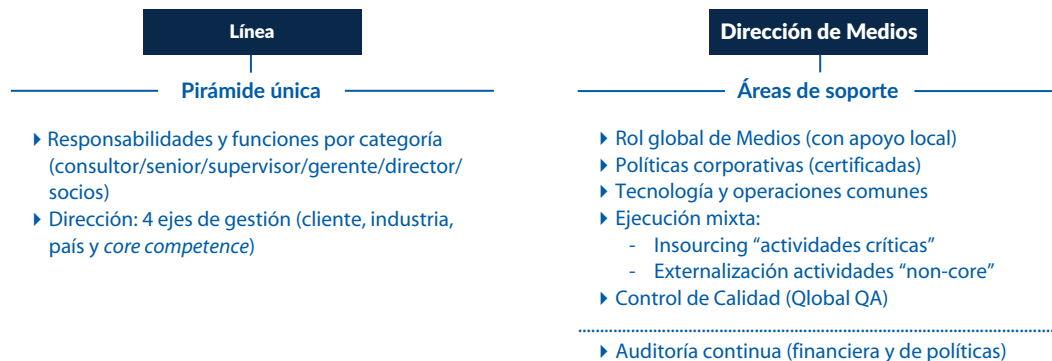 Línea
Pirámide única
▸ Responsabilidades y funciones por categoría
(consultor/senior/supervisor/gerente/director/
socios)
▸ Dirección: 4 ejes de gestión (cliente, industria,
país y core competence)
Dirección de Medios
Áreas de soporte
▸ Rol global de Medios (con apoyo local)
▸ Políticas corporativas (certificadas)
▸ Tecnología y operaciones comunes
▸ Ejecución mixta:
- Insourcing “actividades críticas”
- Externalización actividades “non-core”
▸ Control de Calidad (Qlobal QA)
▸ Auditoría continua (financiera y de políticas)